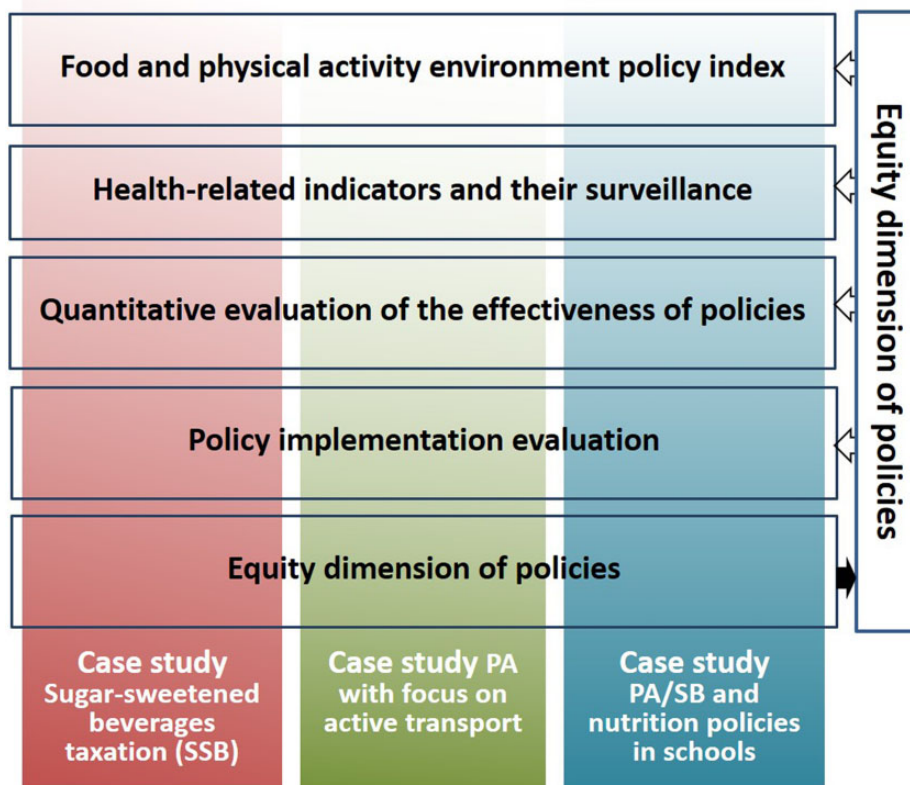 Food and physical activity environment policy index
Health-related indicators and their surveillance
Quantitative evaluation of the effectiveness of policies
Policy implementation evaluation
Equity dimension of policies
Equity dimension of policies
Case study
Sugar-sweetened
beverages
taxation (SSB)
Case study PA
with focus on
active transport
Case study
PA/SB and
nutrition policies
in schools